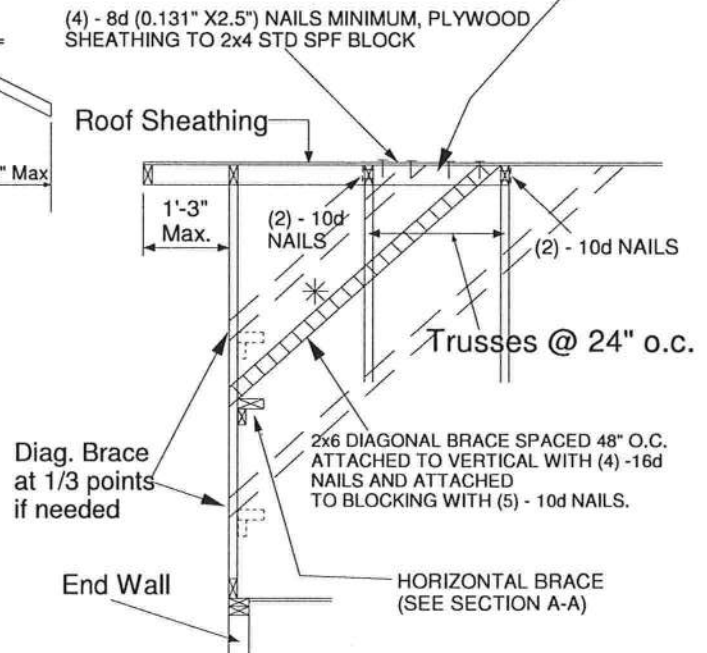 (4) - 8d (0.131" X2.5") NAILS MINIMUM, PLYWOOD
SHEATHING TO 2x4 STD SPF BLOCK
Roof Sheathing
" Max
1'-3"
Max.
(2) - 10d
NAILS
(2) - 10d NAILS
Trusses @ 24" o.c.
2x6 DIAGONAL BRACE SPACED 48" O.C.
ATTACHED TO VERTICAL WITH (4) -16d
NAILS AND ATTACHED
TO BLOCKING WITH (5) - 10d NAILS.
Diag. Brace
at 1/3 points
if needed
End Wall
HORIZONTAL BRACE
(SEE SECTION A-A)